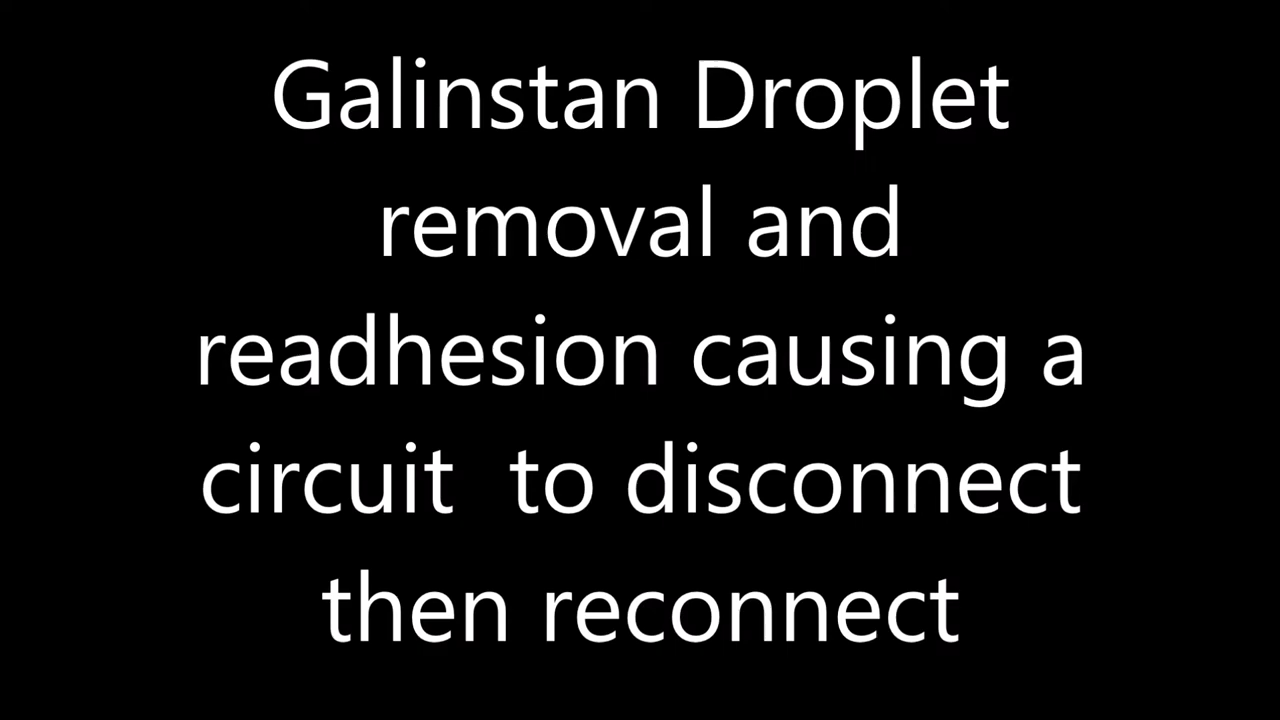 Galinstan Droplet
removal and
readhesion causing a
circuit  to disconnect
then reconnect